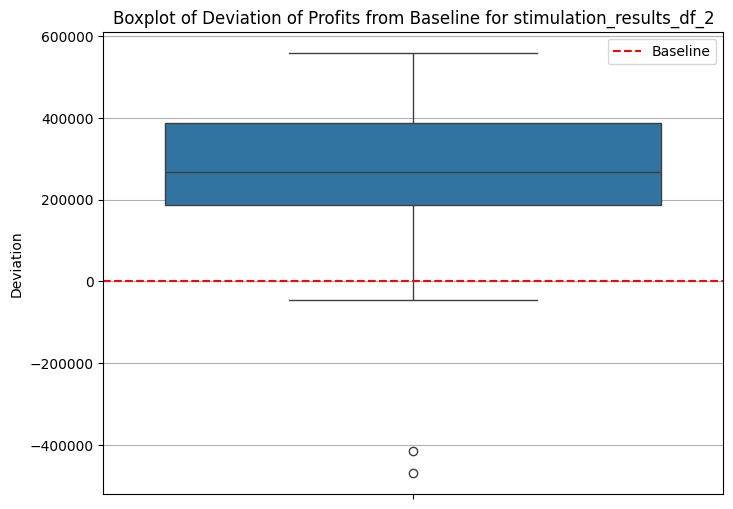 Boxplot of Deviation of Profits from Baseline for stimulation_results_df_2
Baseline
600000
400000
200000
0
−200000
−400000
Deviation